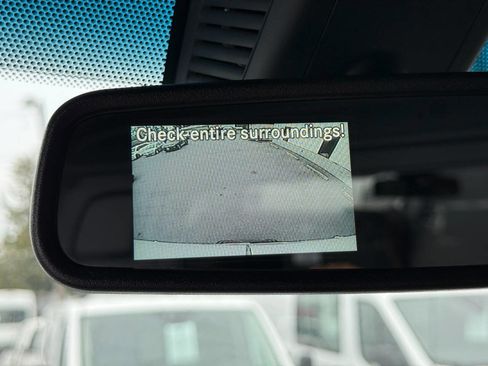 Check entire surroundings!